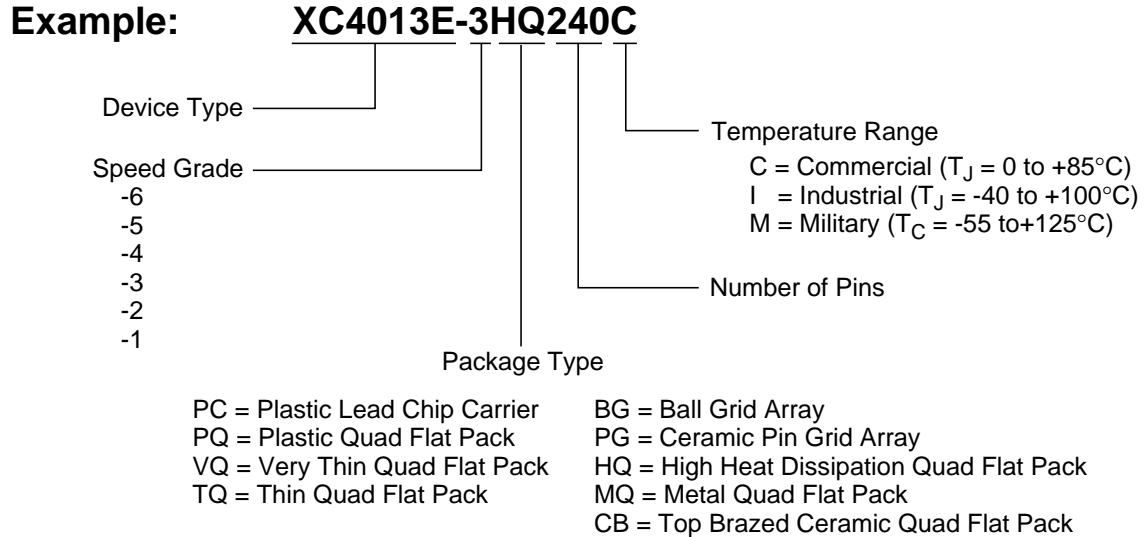 Example: XC4013E-3HQ240C
Device Type
Temperature Range
C = Commercial (TJ = 0 to +85°C)
I = Industrial (TJ = -40 to +100°C)
M = Military (TC = -55 to+125°C)
Speed Grade
-6
-5
-4
-3
-2
-1
Number of Pins
Package Type
PC = Plastic Lead Chip Carrier
PQ = Plastic Quad Flat Pack
VQ = Very Thin Quad Flat Pack
TQ = Thin Quad Flat Pack
BG = Ball Grid Array
PG = Ceramic Pin Grid Array
HQ = High Heat Dissipation Quad Flat Pack
MQ = Metal Quad Flat Pack
CB = Top Brazed Ceramic Quad Flat Pack